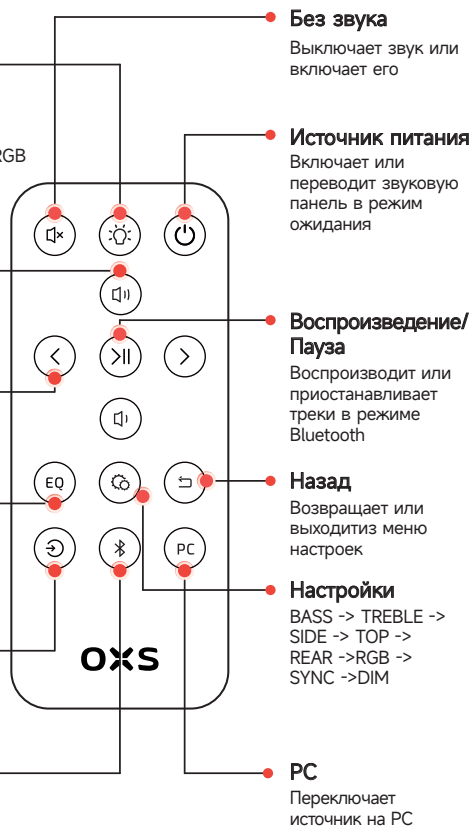 Без звука
Выключает звук или
включает его
Источник питания
Включает или
переводит звуковую
панель в режим
ожидания
Воспроизведение/
Пауза
Воспроизводит или
приостанавливает
треки в режиме
Bluetooth
Назад
Возвращает или
выходитиз меню
настроек
Настройки
BASS -> TREBLE ->
SIDE -> TOP ->
REAR ->RGB ->
SYNC ->DIM
PC
Переключает
источник на PC
EQ
PC
OXS